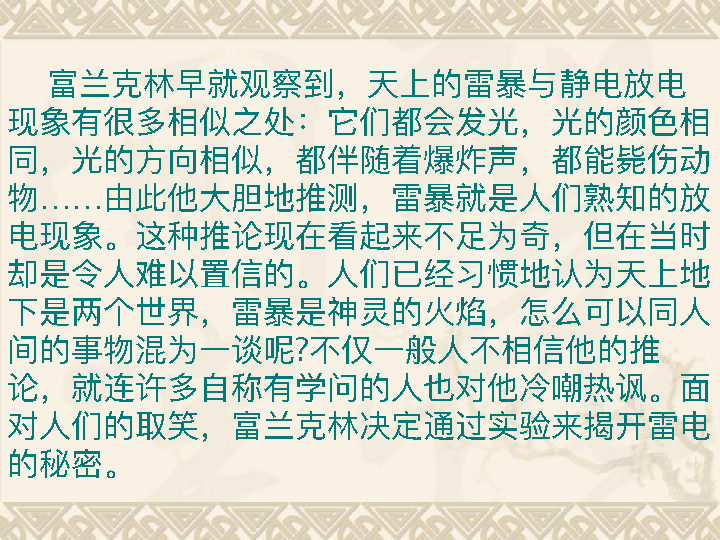 富兰克林早就观察到，天上的雷暴与静电放电
现象有很多相似之处：它们都会发光，光的颜色相
同，光的方向相似，都伴随着爆炸声，都能毙伤动
物……由此他大胆地推测，雷暴就是人们熟知的放
电现象。这种推论现在看起来不足为奇，但在当时
却是令人难以置信的。人们已经习惯地认为天上地
下是两个世界，雷暴是神灵的火焰，怎么可以同人
间的事物混为一谈呢?不仅一般人不相信他的推
论，就连许多自称有学问的人也对他冷嘲热讽。面
对人们的取笑，富兰克林决定通过实验来揭开雷电
的秘密。